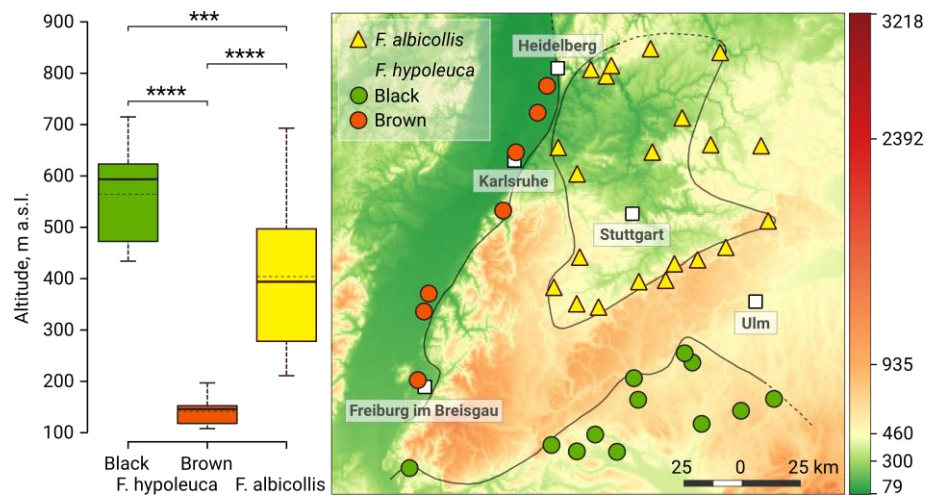 Altitude, m a.s.l.
900
800
700
600
500
400
300
200
100
***
****
****
Black
Brown
F. hypoleuca
F. albicollis
F. albicollis
F. hypoleuca
Black
Brown
Heidelberg
Karlsruhe
Stuttgart
Ulm
Freiburg im Breisgau
25
0
25 km
3218
2392
935
460
300
79